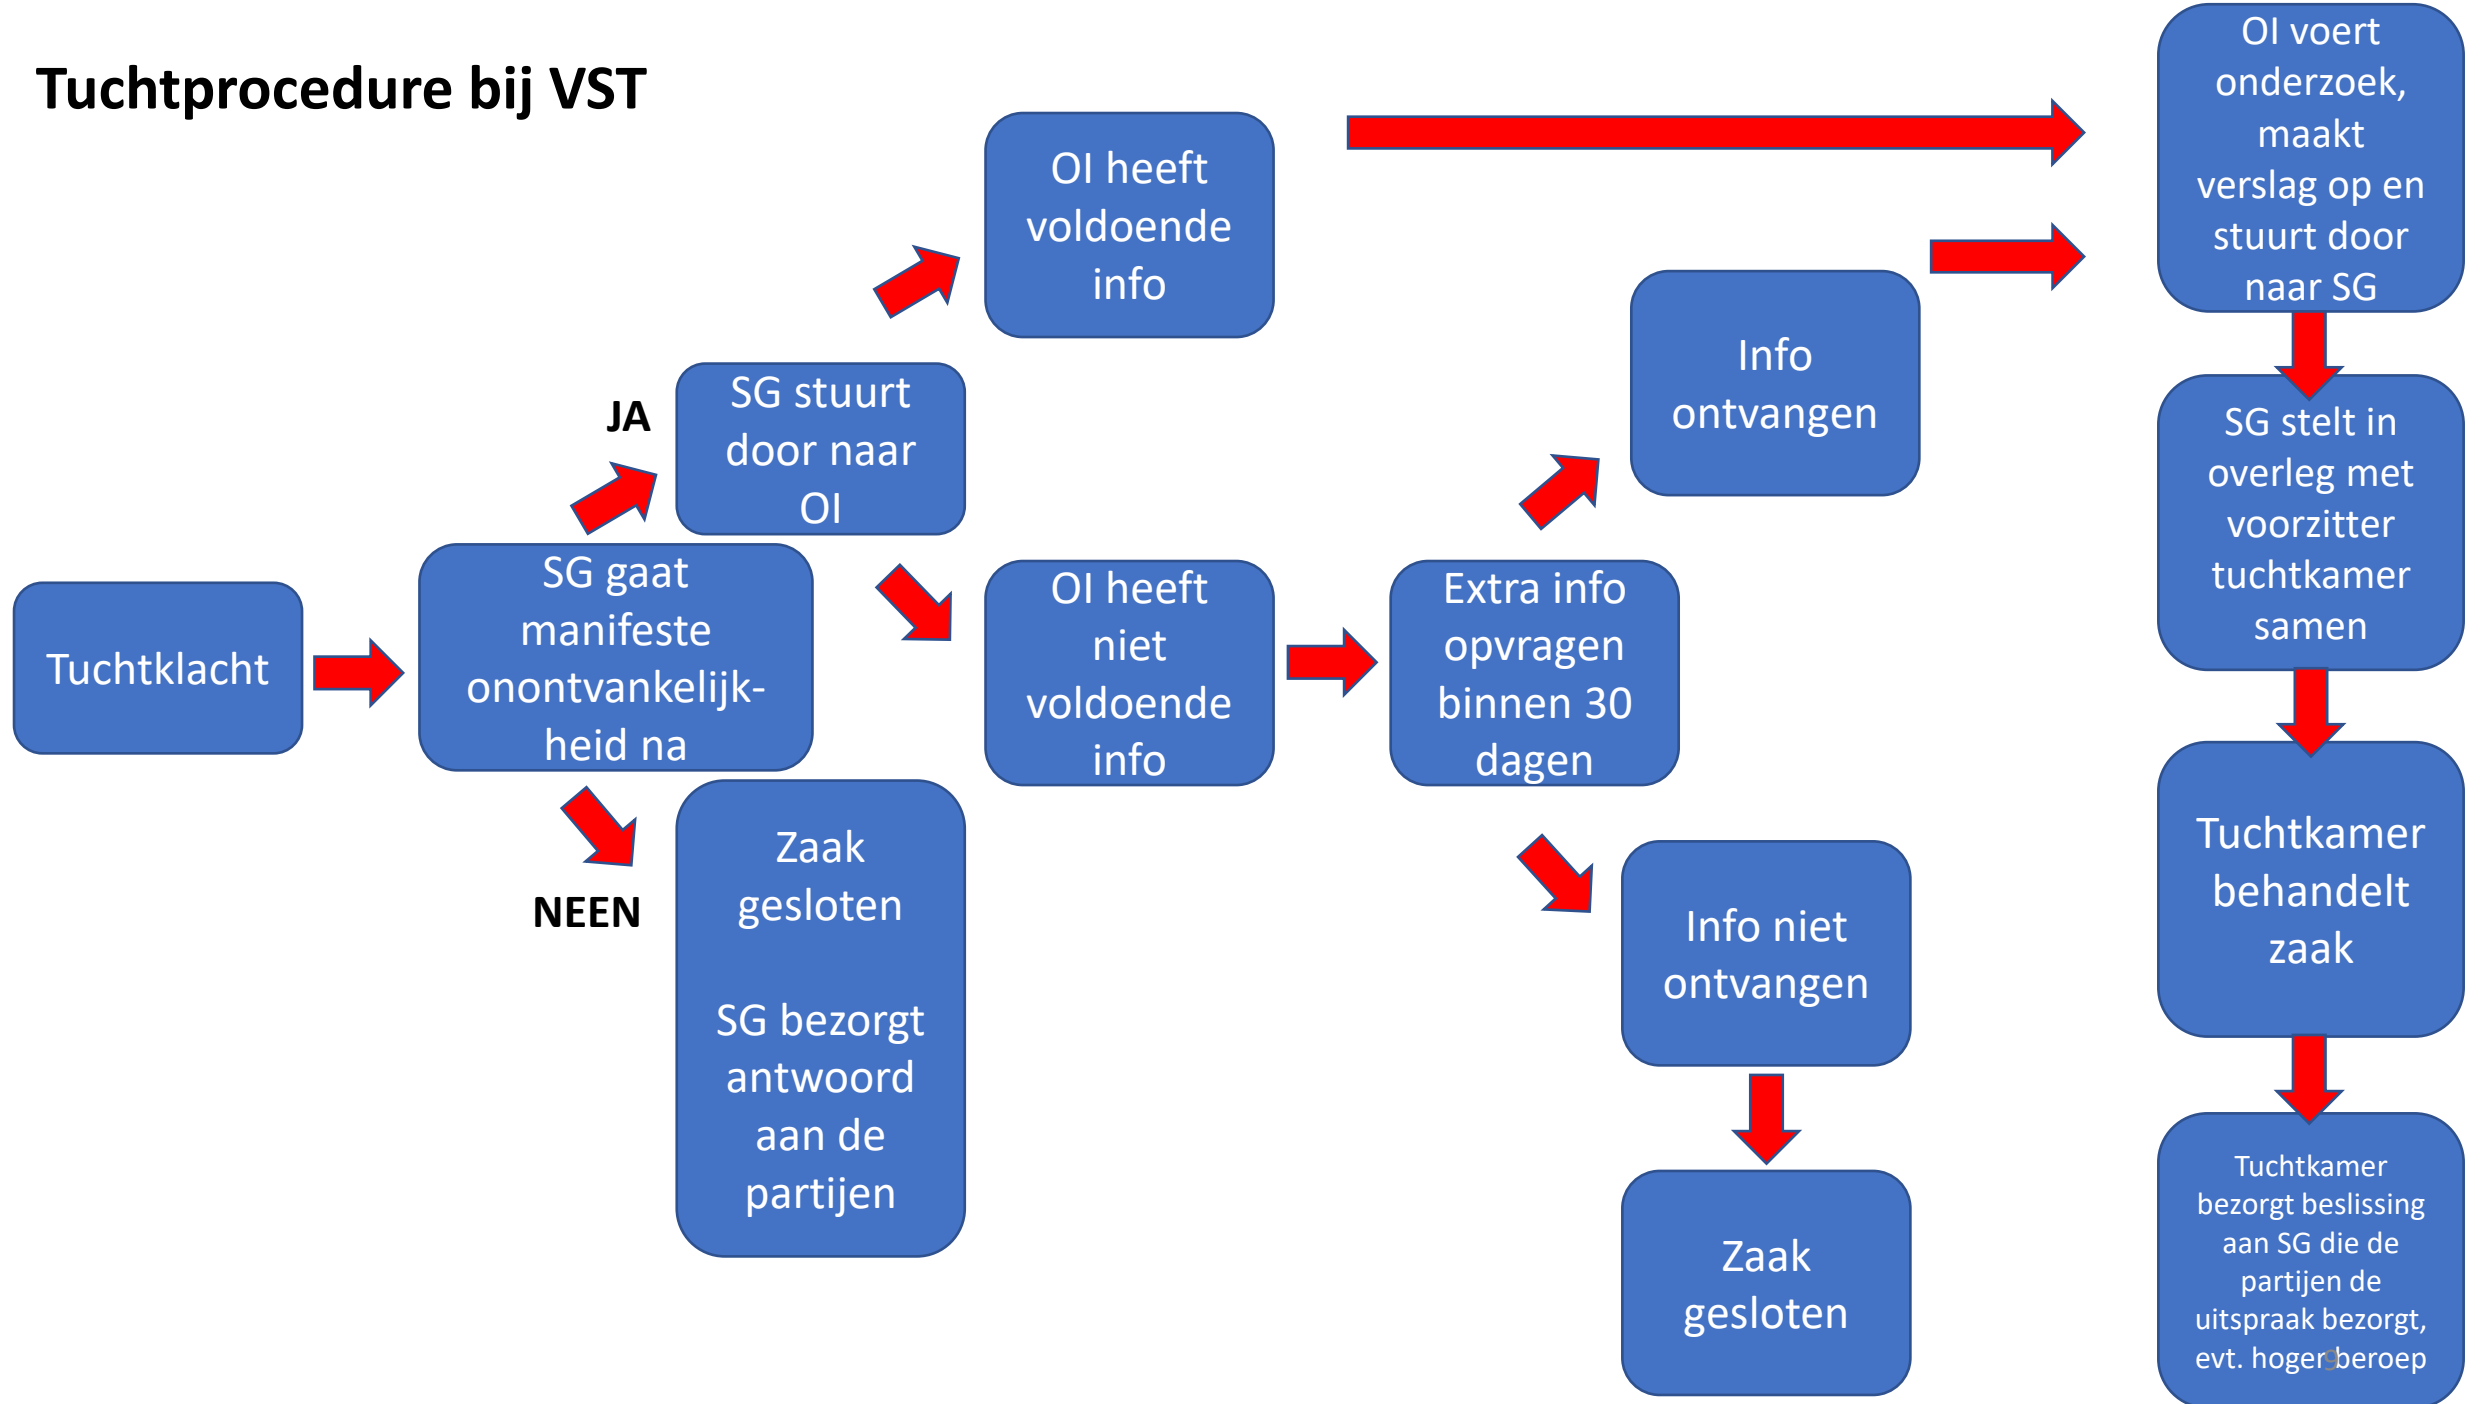 Tuchtprocedure bij VST
Tuchtklacht
SG gaat
manifeste
onontvankelijk-
heid na
JA
SG stuurt
door naar
OI
NEEN
Zaak
gesloten
SG bezorgt
antwoord
aan de
partijen
OI heeft
voldoende
info
OI heeft
niet
voldoende
info
Extra info
opvragen
binnen 30
dagen
Info
ontvangen
Info niet
ontvangen
Zaak
gesloten
OI voert
onderzoek,
maakt
verslag op en
stuurt door
naar SG
SG stelt in
overleg met
voorzitter
tuchtkamer
samen
Tuchtkamer
behandelt
zaak
Tuchtkamer
bezorgt beslissing
aan SG die de
partijen de
uitspraak bezorgt,
evt. hoger beroep
9